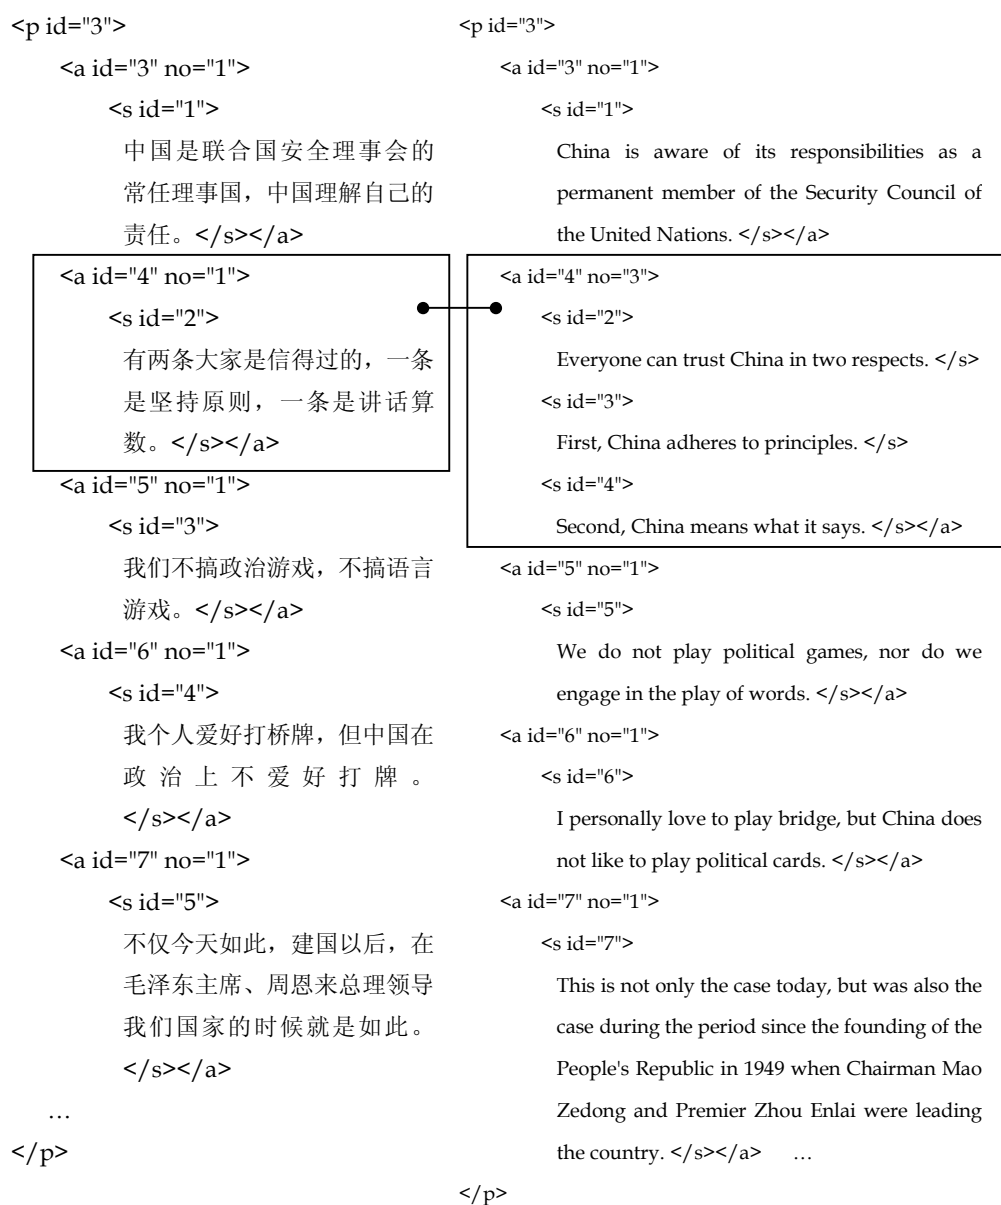 <p id="3">
<a id="3" no="1">
<s id="1">
中国是联合国安全理事会的
常任理事国，中国理解自己的
责任。</s></a>
<a id="4" no="1">
<s id="2">
有两条大家是信得过的，一条
是坚持原则，一条是讲话算
数。</s></a>
<a id="5" no="1">
<s id="3">
我们不搞政治游戏，不搞语言
游戏。</s></a>
<a id="6" no="1">
<s id="4">
我个人爱好打桥牌，但中国在
政治上不爱好打牌。
</s></a>
<a id="7" no="1">
<s id="5">
不仅今天如此，建国以后，在
毛泽东主席、周恩来总理领导
我们国家的时候就是如此。
</s></a>
…
</p>
<p id="3">
<a id="3" no="1">
<s id="1">
China is aware of its responsibilities as a
permanent member of the Security Council of
the United Nations. </s></a>
<a id="4" no="3">
<s id="2">
Everyone can trust China in two respects. </s>
<s id="3">
First, China adheres to principles. </s>
<s id="4">
Second, China means what it says. </s></a>
<a id="5" no="1">
<s id="5">
We do not play political games, nor do we
engage in the play of words. </s></a>
<a id="6" no="1">
<s id="6">
I personally love to play bridge, but China does
not like to play political cards. </s></a>
<a id="7" no="1">
<s id="7">
This is not only the case today, but was also the
case during the period since the founding of the
People's Republic in 1949 when Chairman Mao
Zedong and Premier Zhou Enlai were leading
the country. </s></a> …
</p>